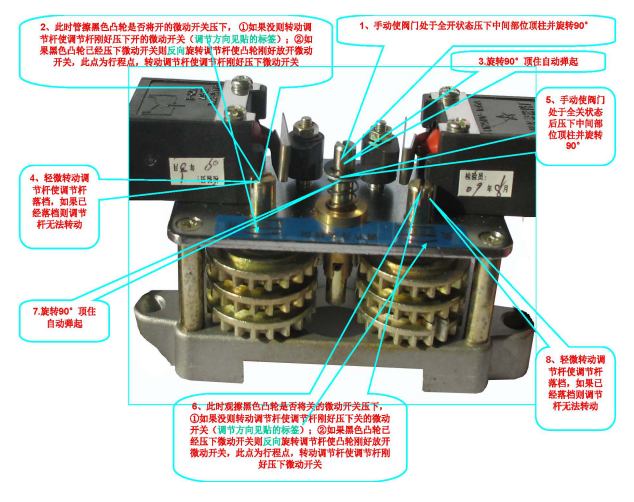 2、此时管擦黑色凸轮是否将开的微动开关压下， ①如果没则转动调
节杆使调节杆刚好压下开的微动开关（调节方向见贴的标签）；②如
果黑色凸轮已经压下微动开关则反向旋转调节杆使凸轮刚好放开微动
开关，此点为行程点，转动调节杆使调节杆刚好压下微动开关
1、手动使阀门处于全开状态压下中间部位顶柱并旋转90°
3.旋转90° 顶住自动弹起
5、手动使阀门
处于全关状态
后压下中间部
位顶柱并旋转
90°
4、轻微转动调
节杆使调节杆
落档，如果已
经落档则调节
杆无法转动
检验员：
09年8月
7.旋转90° 顶住
自动弹起
8、轻微转动调
节杆使调节杆
落档，如果已
经落档则调节
杆无法转动
6、此时观擦黑色凸轮是否将关的微动开关压下，
①如果没则转动调节杆使调节杆刚好压下关的微动
开关（调节方向见贴的标签）；②如果黑色凸轮已
经压下微动开关则反向旋转调节杆使凸轮刚好放开
微动开关，此点为行程点，转动调节杆使调节杆刚
好压下微动开关